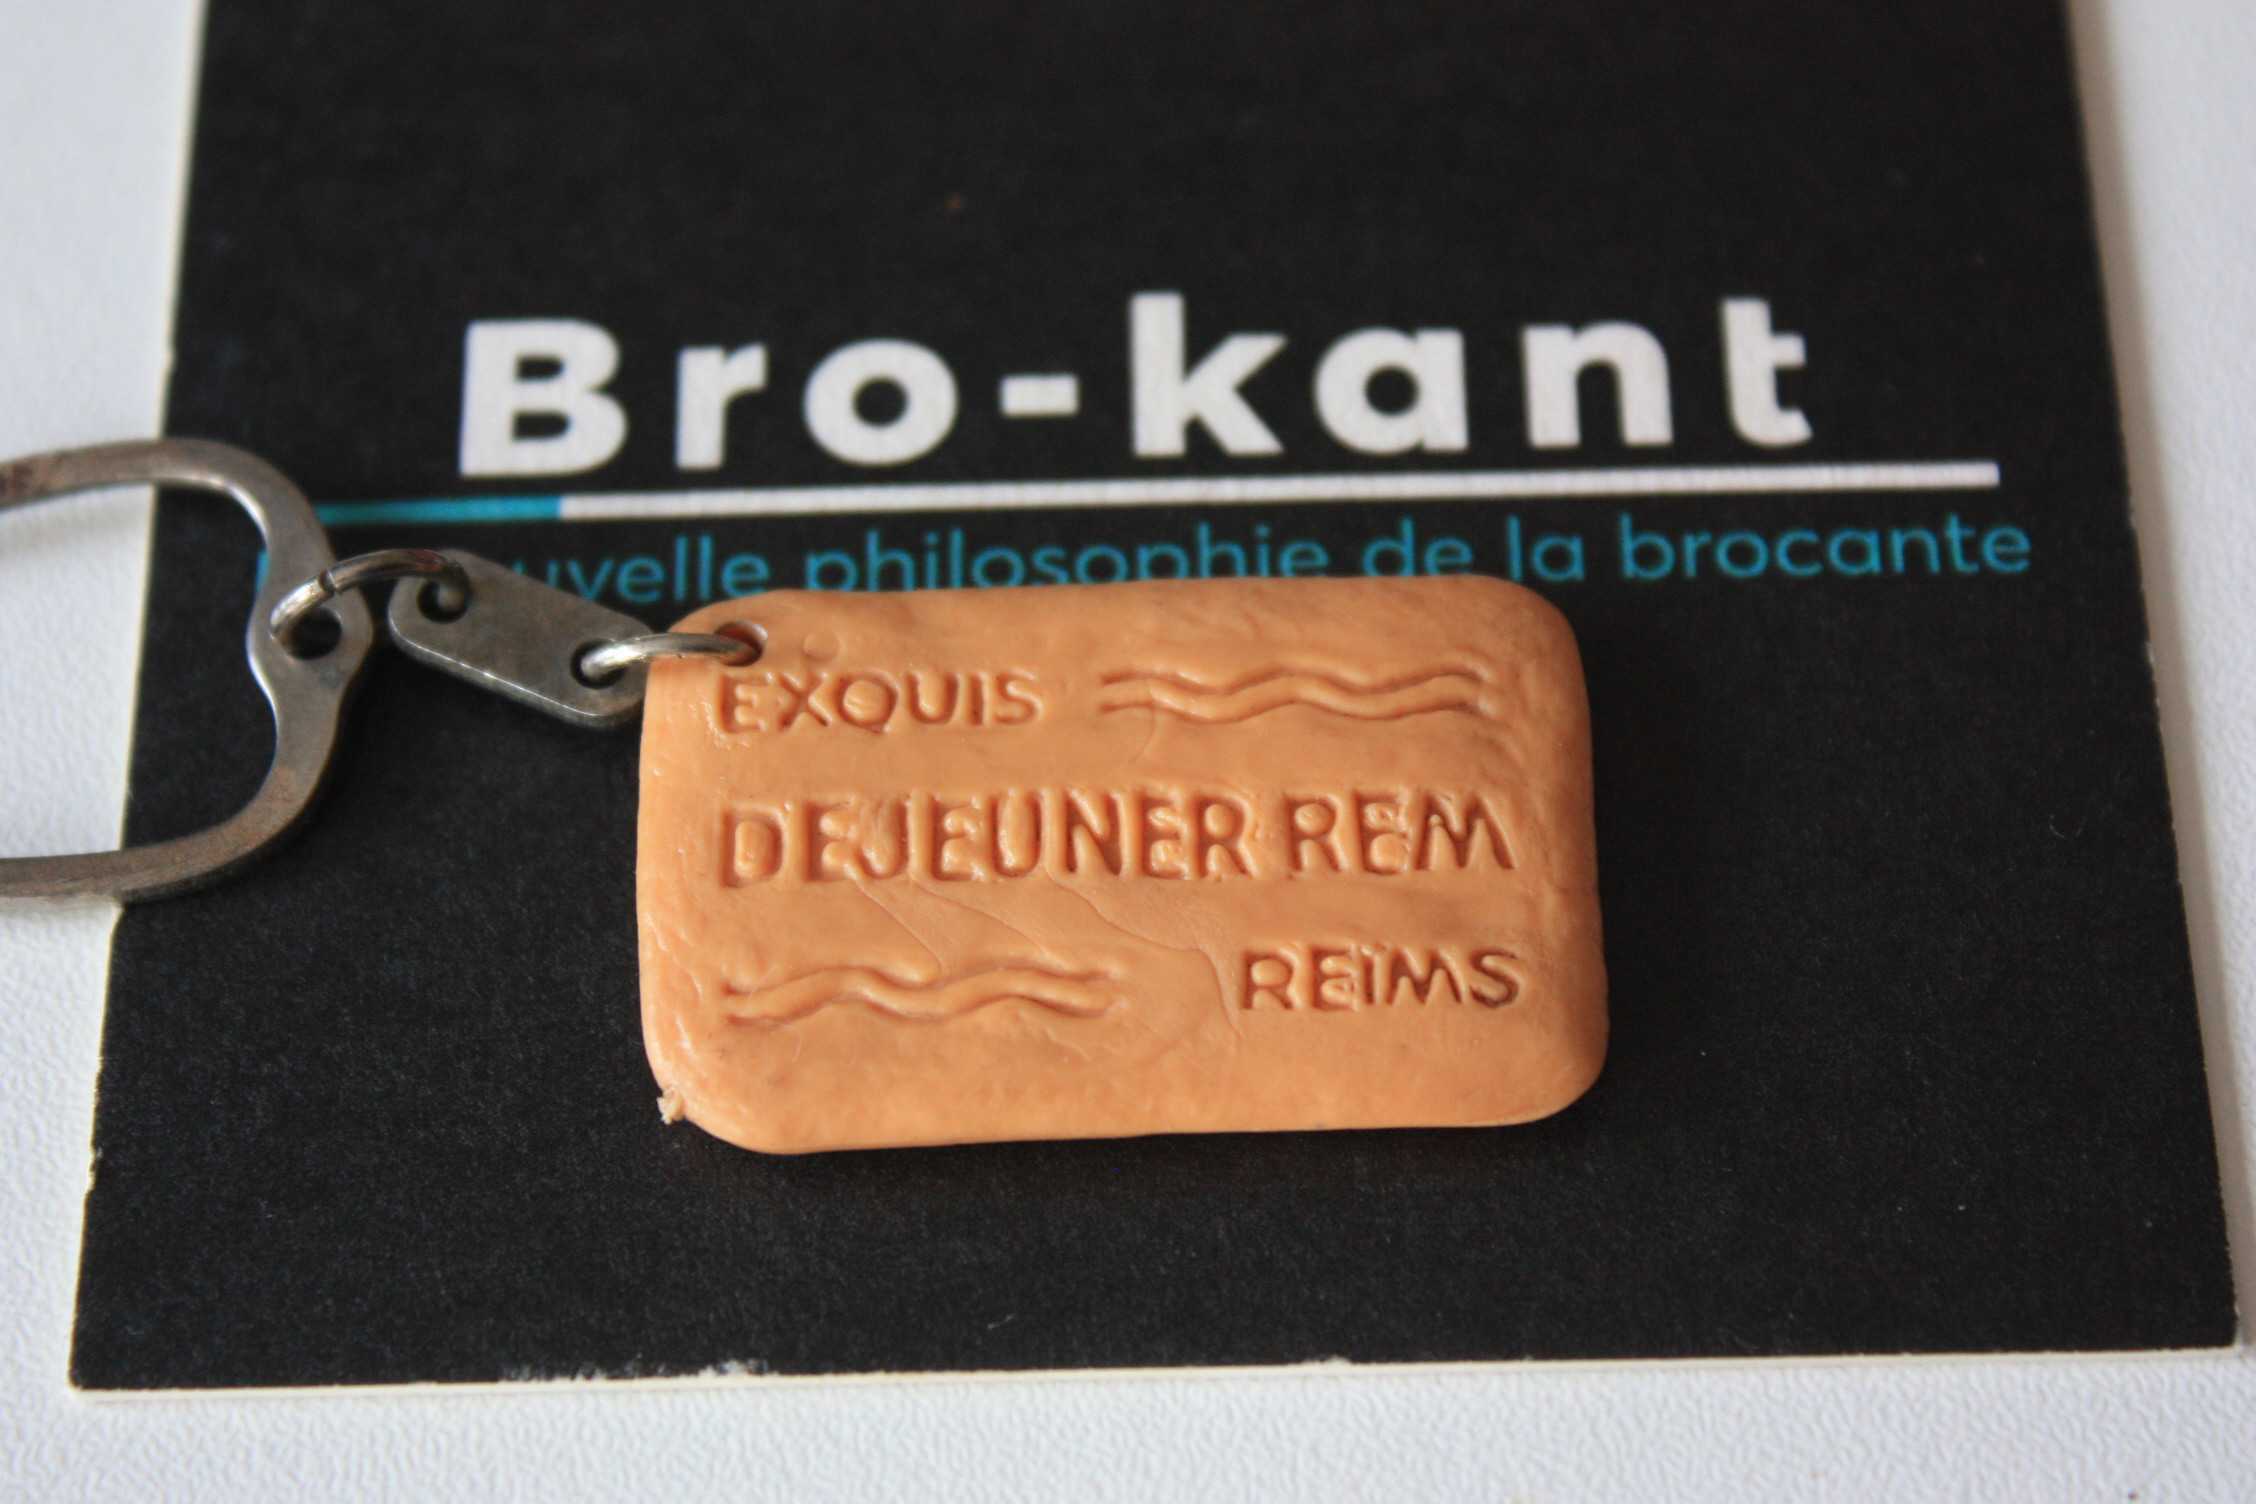 Bro-kant
uvelle philosophie de la brocante
EXQUIS
DEJEUNER REM
REIMS